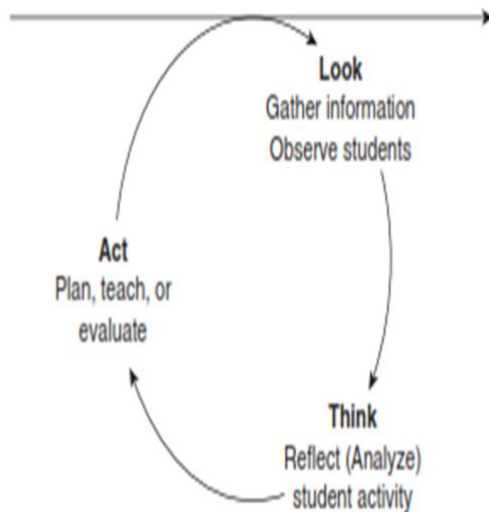 Look
Gather information
Observe students
Act
Plan, teach, or
evaluate
Think
Reflect (Analyze)
student activity